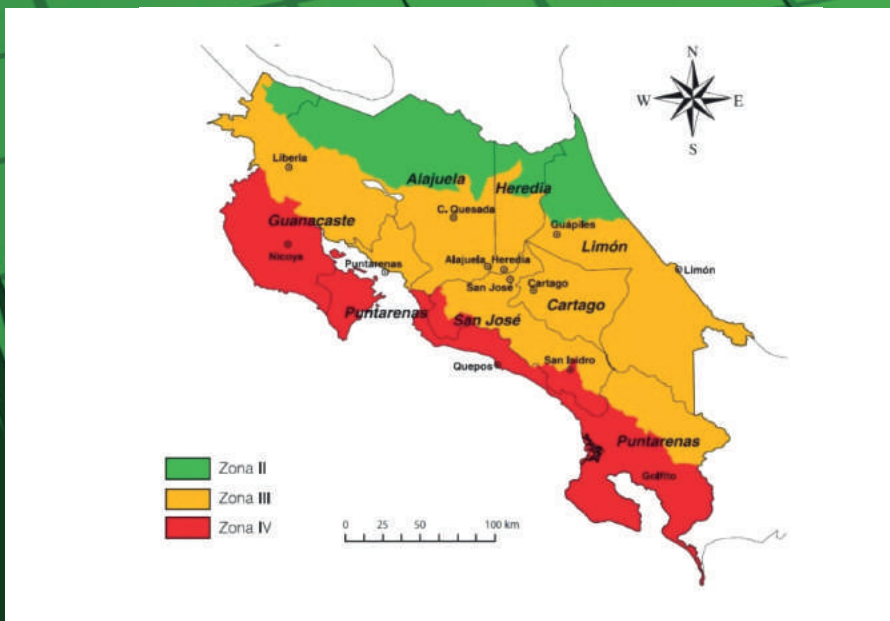 N
W E
S
Liberia
Alajuela
Heredia
C. Quesada
Guanacaste
Guápiles
Limón
Nicoya
Puntarenas
Alajuela
Heredia
Limón
San José
Cartago
Cartago
Puntarenas
San José
Quepos
San Isidro
Puntarenas
Golfito
Zona II
Zona III
Zona IV
0 25 50 100 km